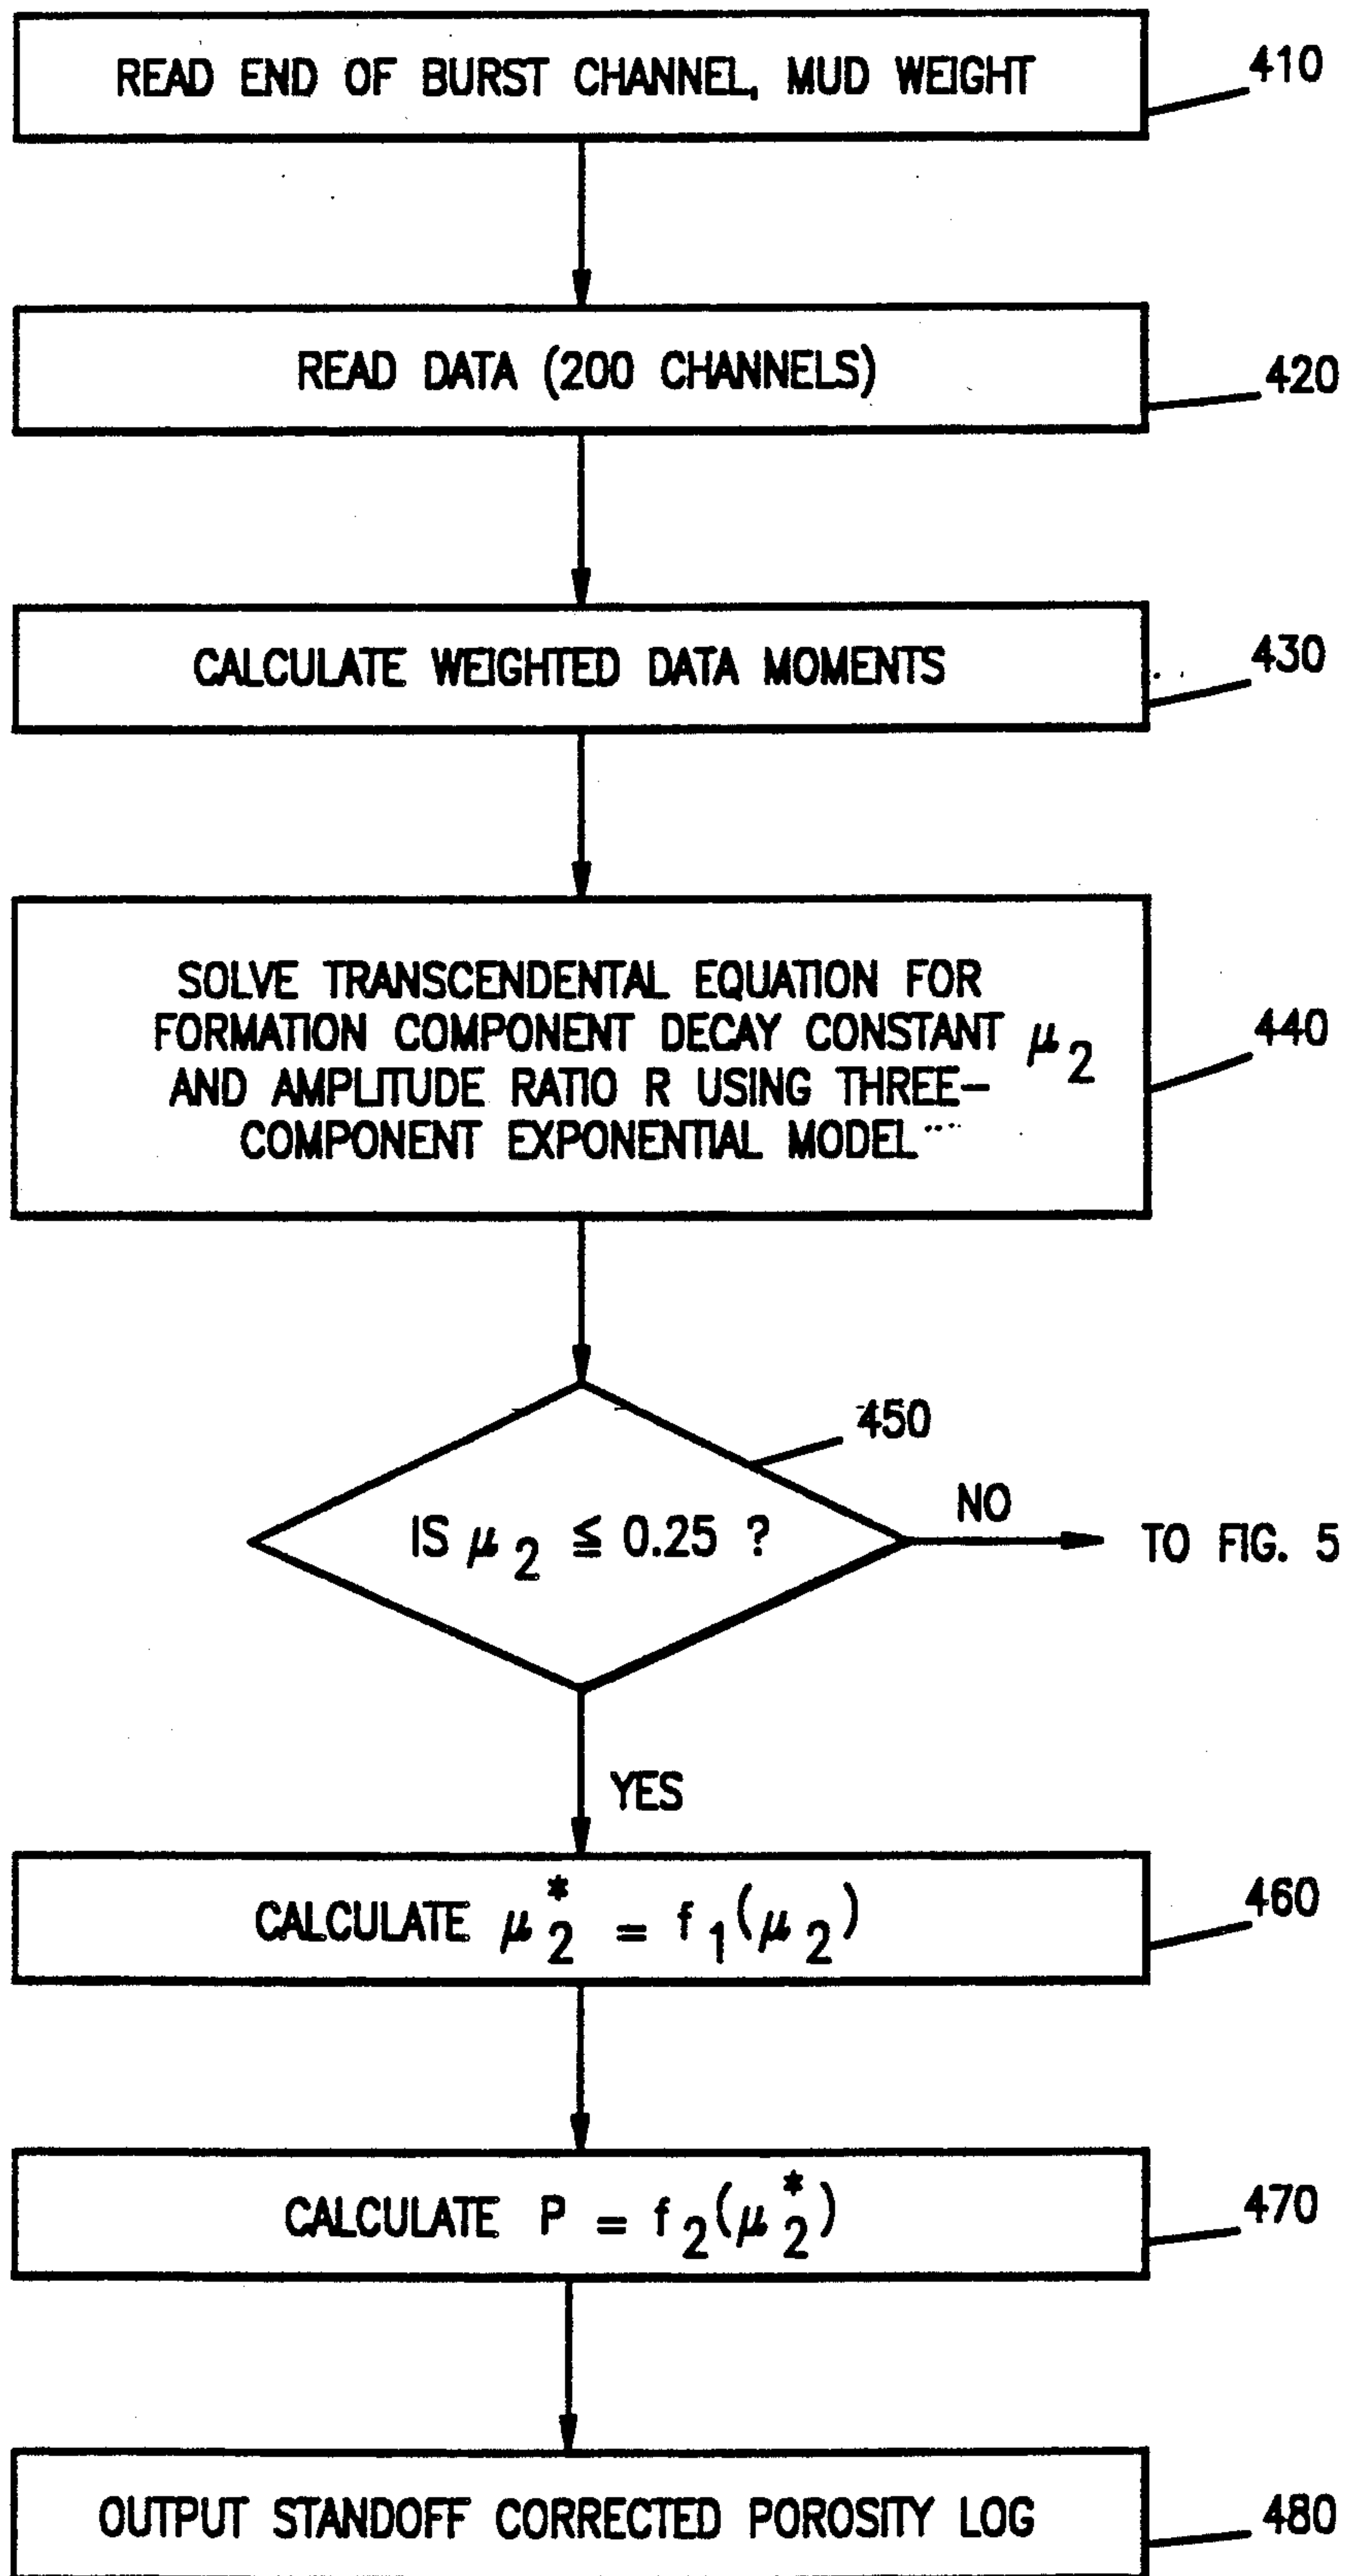 READ END OF BURST CHANNEL, MUD WEIGHT
410
READ DATA (200 CHANNELS)
420
CALCULATE WEIGHTED DATA MOMENTS
430
SOLVE TRANSCENDENTAL EQUATION FOR
FORMATION COMPONENT DECAY CONSTANT μ2
AND AMPLITUDE RATIO R USING THREE-
COMPONENT EXPONENTIAL MODEL
440
450
IS μ2 ≦ 0.25 ?
NO
TO FIG. 5
YES
CALCULATE μ2* = f1(μ2)
460
CALCULATE P = f2(μ2*)
470
OUTPUT STANDOFF CORRECTED POROSITY LOG
480